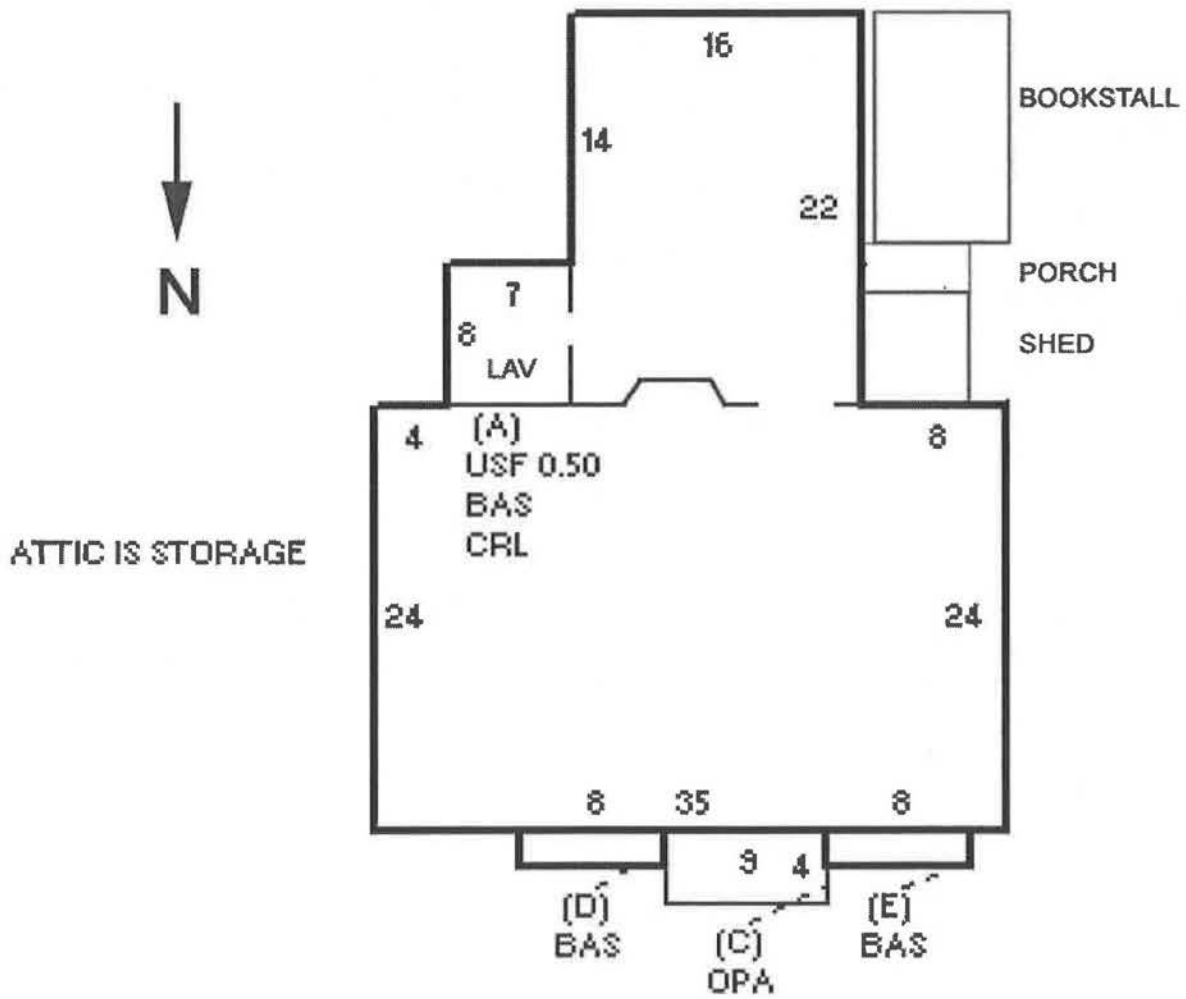 16
BOOKSTALL
14
22
N
PORCH
7
8
SHED
LAV
4
(A)
8
USF 0.50
BAS
CRL
ATTIC IS STORAGE
24
24
8
35
8
9
4
(D)
BAS
(C)
OPA
(E)
BAS